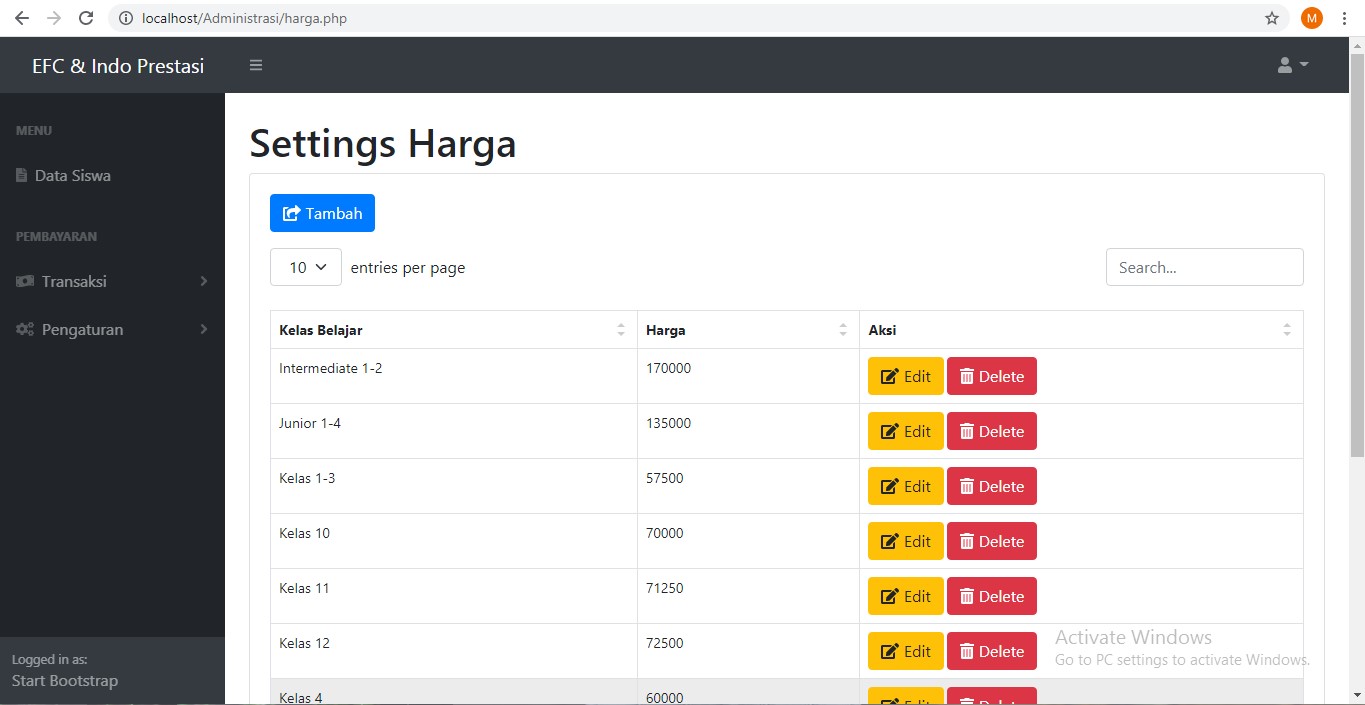 localhost/Administrasi/harga.php
M
EFC & Indo Prestasi
MENU
Data Siswa
PEMBAYARAN
Transaksi
Pengaturan
Logged in as:
Start Bootstrap
Settings Harga
Tambah
10 entries per page
Search...
Kelas Belajar Harga Aksi
Intermediate 1-2 170000 Edit Delete
Junior 1-4 135000 Edit Delete
Kelas 1-3 57500 Edit Delete
Kelas 10 70000 Edit Delete
Kelas 11 71250 Edit Delete
Kelas 12 72500 Edit Delete
Kelas 4 60000 Edit Delete
Activate Windows
Go to PC settings to activate Windows.